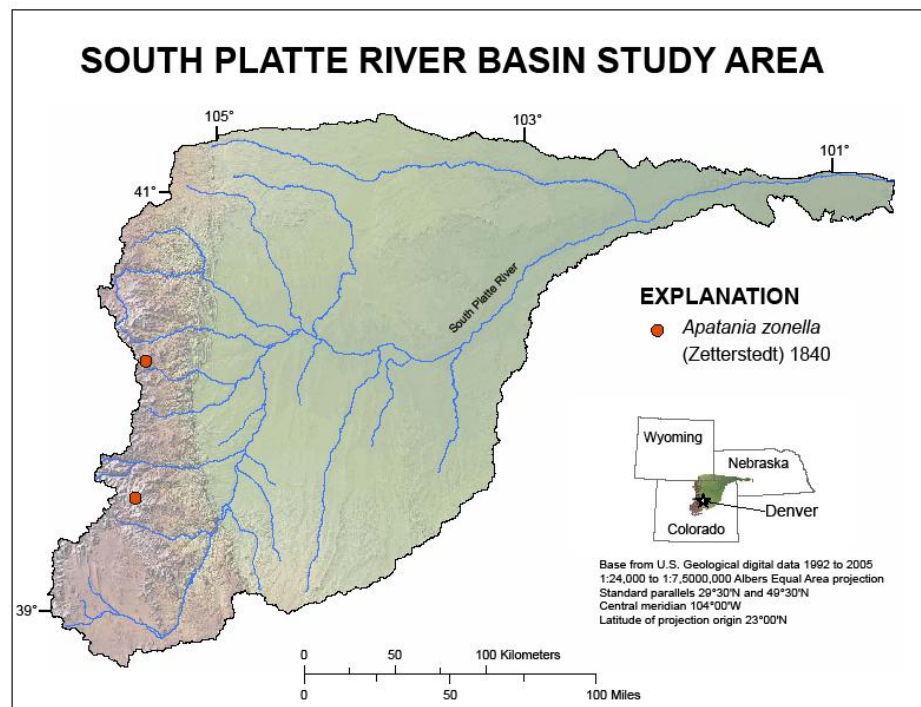 SOUTH PLATTE RIVER BASIN STUDY AREA
105°
103°
101°
41°
South Platte River
EXPLANATION
Apatania zonella
(Zetterstedt) 1840
Wyoming
Nebraska
Denver
Colorado
Base from U.S. Geological digital data 1992 to 2005
1:24,000 to 1:7,5000,000 Albers Equal Area projection
Standard parallels 29°30'N and 49°30'N
Central meridian 104°00'W
Latitude of projection origin 23°00'N
39°
0 50 100 Kilometers
0 50 100 Miles